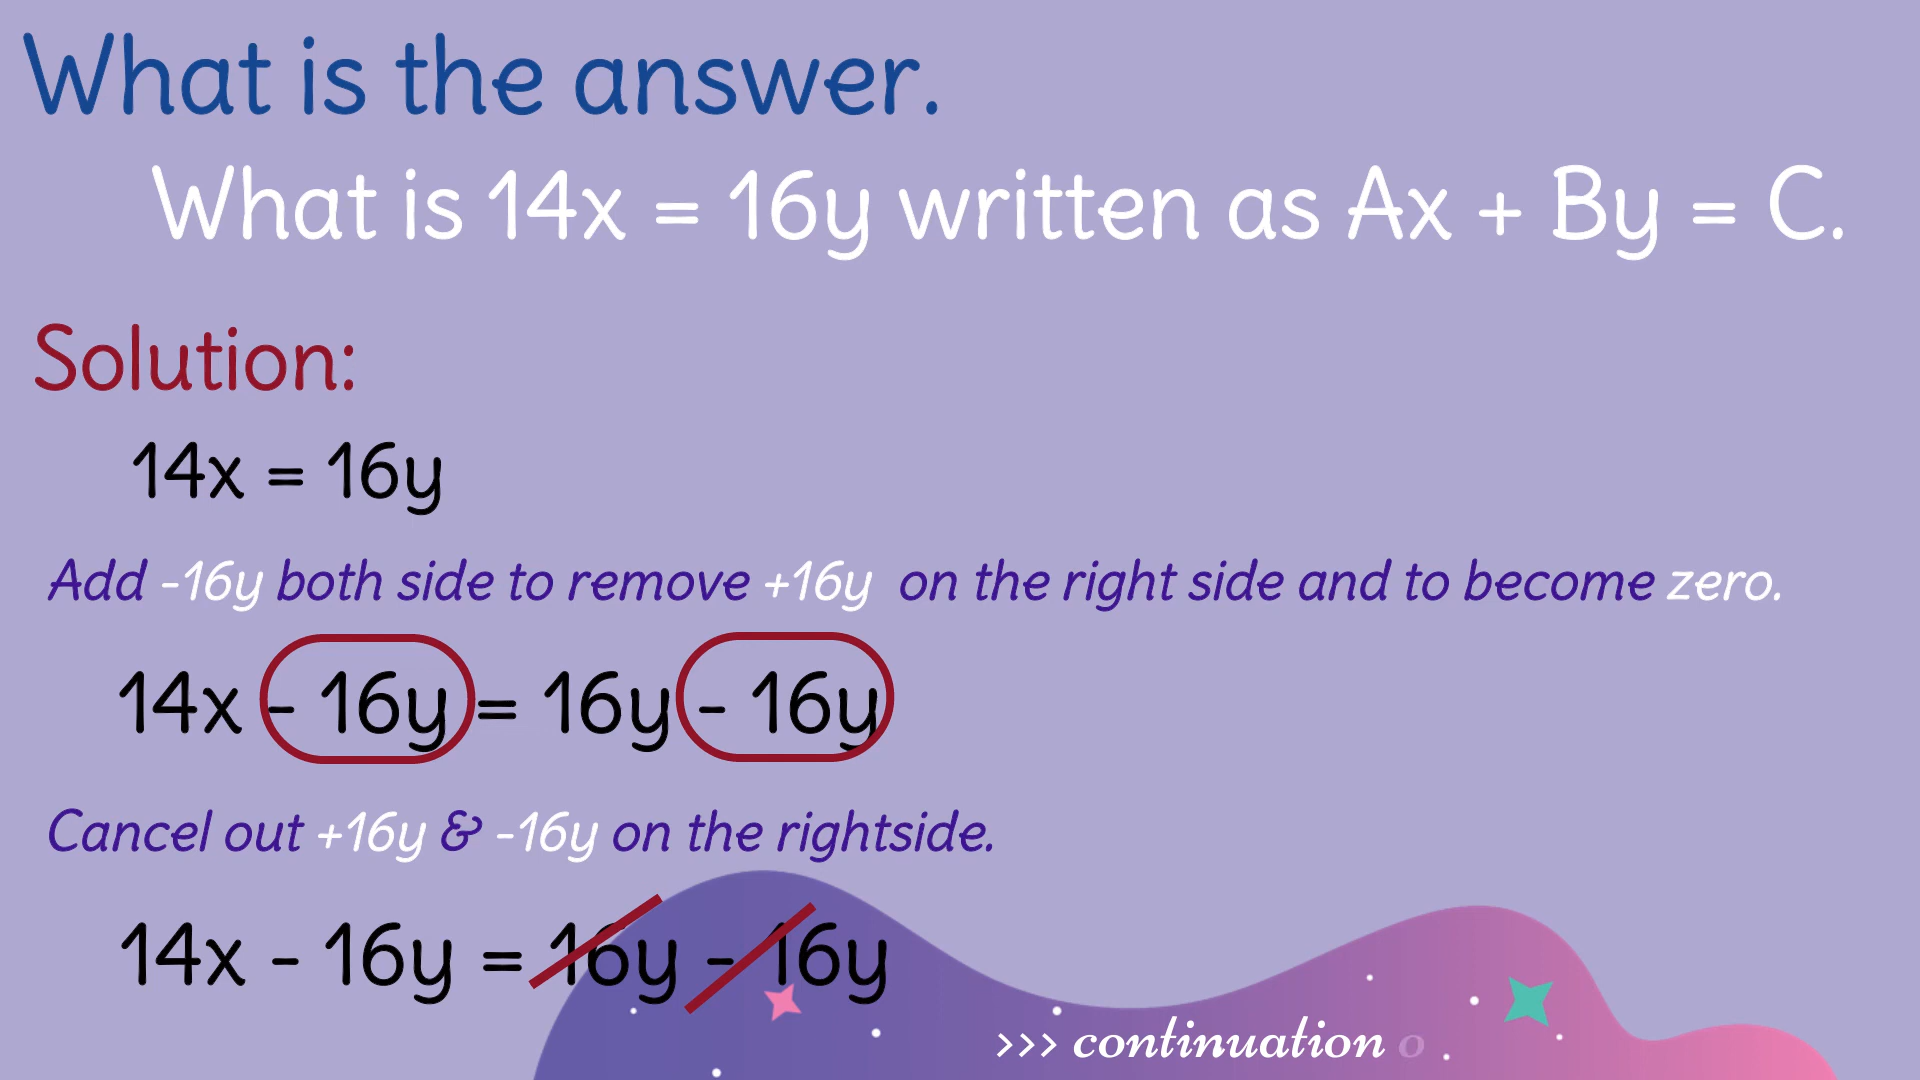 What is the answer.
What is 14x = 16y written as Ax + By = C.
Solution:
14x = 16y
Add -16y both side to remove +16y on the right side and to become zero.
14x - 16y = 16y - 16y
Cancel out +16y & -16y on the rightside.
14x - 16y = 16y - 16y
>>> continuation o